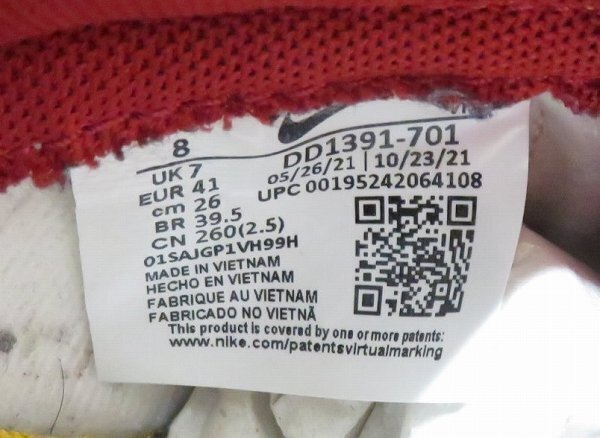 8
UK 7
EUR 41
cm 26
BR 39.5
CN 260(2.5)
01SAJGP1VH99H
DD1391-701
05/26/21 | 10/23/21
UPC 00195242064108
MADE IN VIETNAM
HECHO EN VIETNAM
FABRIQUE AU VIETNAM
FABRICADO NO VIETNÃ
This product is covered by one or more patents:
www.nike.com/patentsvirtualmarking